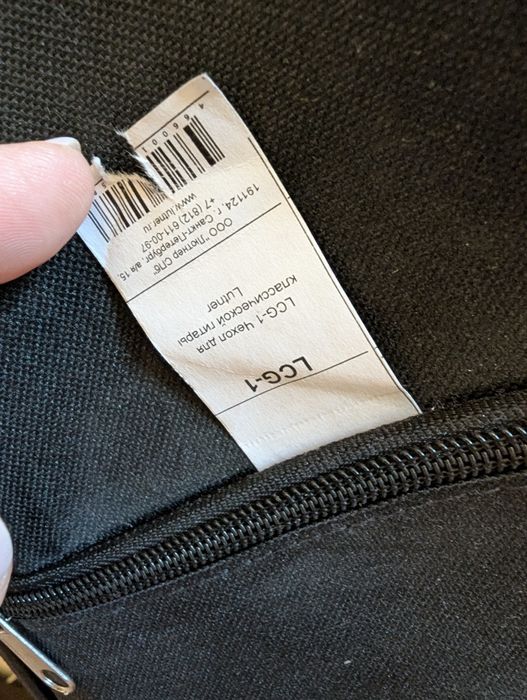 LCG-1
LCG-1 Чехол для
классической гитары
Lutner
ООО "Лютнер СПб"
191124, г. Санкт-Петербург, а/я 15,
+7 (812) 611-00-97
www.lutner.ru